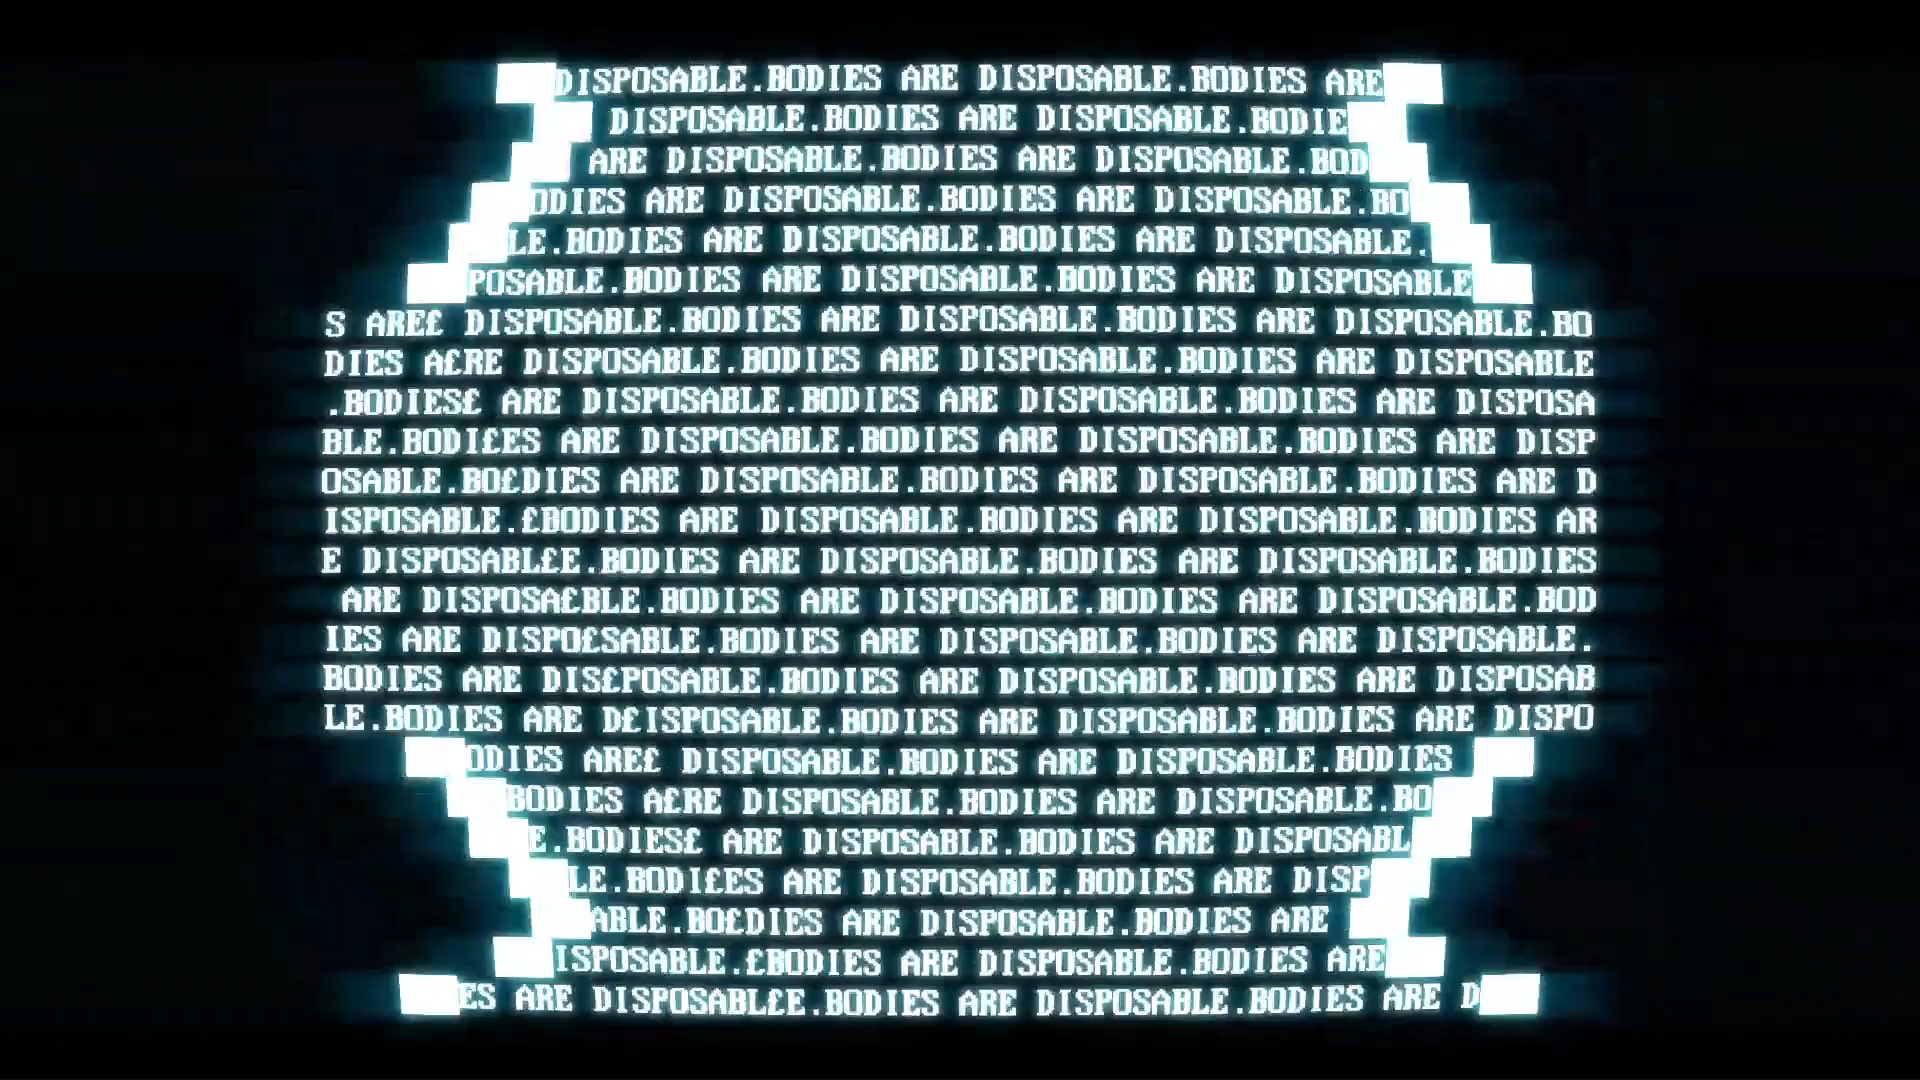 DISPOSABLE.BODIES ARE DISPOSABLE.BODIES ARE
DISPOSABLE.BODIES ARE DISPOSABLE.BODIE
ARE DISPOSABLE.BODIES ARE DISPOSABLE.BOD
ODIES ARE DISPOSABLE.BODIES ARE DISPOSABLE.BO
LE.BODIES ARE DISPOSABLE.BODIES ARE DISPOSABLE.
POSABLE.BODIES ARE DISPOSABLE.BODIES ARE DISPOSABLE
S ARE£ DISPOSABLE.BODIES ARE DISPOSABLE.BODIES ARE DISPOSABLE.BO
DIES A£RE DISPOSABLE.BODIES ARE DISPOSABLE.BODIES ARE DISPOSABLE
.BODIES£ ARE DISPOSABLE.BODIES ARE DISPOSABLE.BODIES ARE DISPOSA
BLE.BODI£ES ARE DISPOSABLE.BODIES ARE DISPOSABLE.BODIES ARE DISP
OSABLE.BO£DIES ARE DISPOSABLE.BODIES ARE DISPOSABLE.BODIES ARE D
ISPOSABLE.£BODIES ARE DISPOSABLE.BODIES ARE DISPOSABLE.BODIES AR
E DISPOSABL£E.BODIES ARE DISPOSABLE.BODIES ARE DISPOSABLE.BODIES
ARE DISPOSA£BLE.BODIES ARE DISPOSABLE.BODIES ARE DISPOSABLE.BOD
IES ARE DISPO£SABLE.BODIES ARE DISPOSABLE.BODIES ARE DISPOSABLE.
BODIES ARE DIS£POSABLE.BODIES ARE DISPOSABLE.BODIES ARE DISPOSAB
LE.BODIES ARE D£ISPOSABLE.BODIES ARE DISPOSABLE.BODIES ARE DISPO
ODIES ARE£ DISPOSABLE.BODIES ARE DISPOSABLE.BODIES
BODIES A£RE DISPOSABLE.BODIES ARE DISPOSABLE.BO
E.BODIES£ ARE DISPOSABLE.BODIES ARE DISPOSABL
LE.BODI£ES ARE DISPOSABLE.BODIES ARE DISP
ABLE.BO£DIES ARE DISPOSABLE.BODIES ARE
ISPOSABLE.£BODIES ARE DISPOSABLE.BODIES ARE
ES ARE DISPOSABL£E.BODIES ARE DISPOSABLE.BODIES ARE D